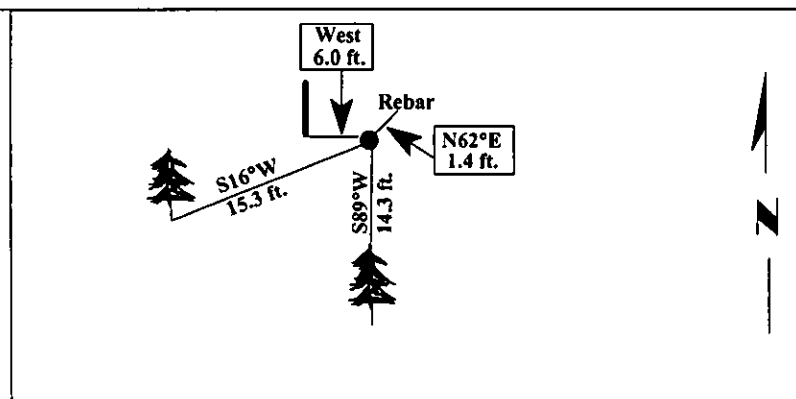 West
6.0 ft.
Rebar
N62°E
1.4 ft.
S16°W
15.3 ft.
S89°W
14.3 ft.
N